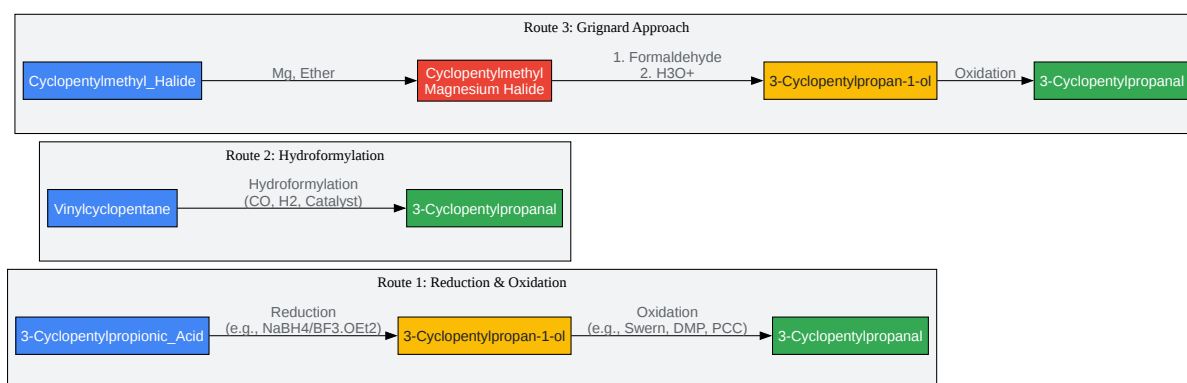 Route 3: Grignard Approach
Cyclopentylmethyl_Halide
Mg, Ether
Cyclopentylmethyl
Magnesium Halide
1. Formaldehyde
2. H3O+
3-Cyclopentylpropan-1-ol
Oxidation
3-Cyclopentylpropanal
Route 2: Hydroformylation
Vinylcyclopentane
Hydroformylation
(CO, H2, Catalyst)
3-Cyclopentylpropanal
Route 1: Reduction & Oxidation
3-Cyclopentylpropionic_Acid
Reduction
(e.g., NaBH4/BF3.OEt2)
3-Cyclopentylpropan-1-ol
Oxidation
(e.g., Swern, DMP, PCC)
3-Cyclopentylpropanal